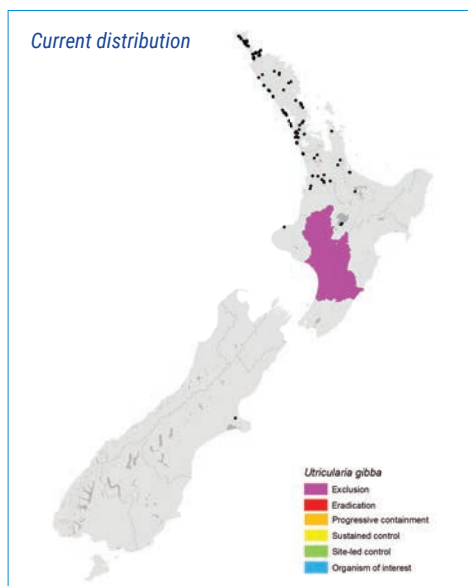 Current distribution
Utricularia gibba
Exclusion
Eradication
Progressive containment
Sustained control
Site-led control
Organism of interest